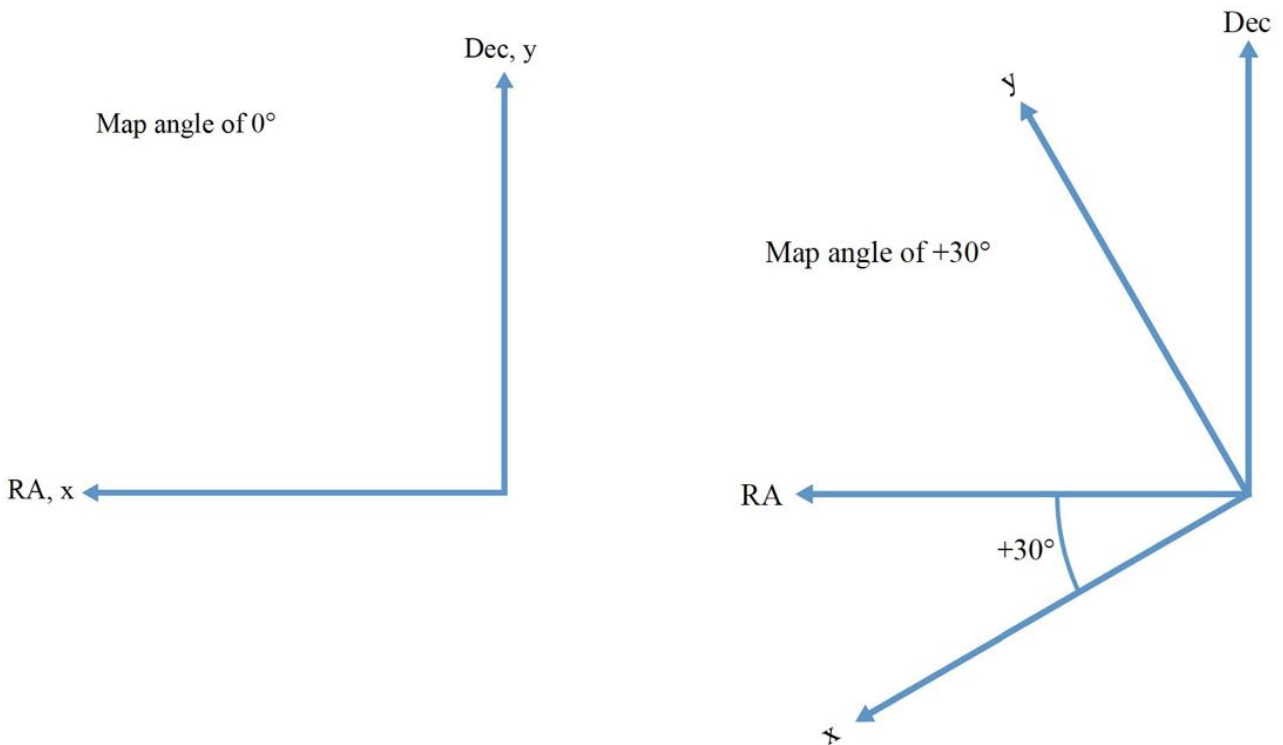 Dec, y
Map angle of 0°
RA, x
Dec
y
Map angle of +30°
RA
+30°
x